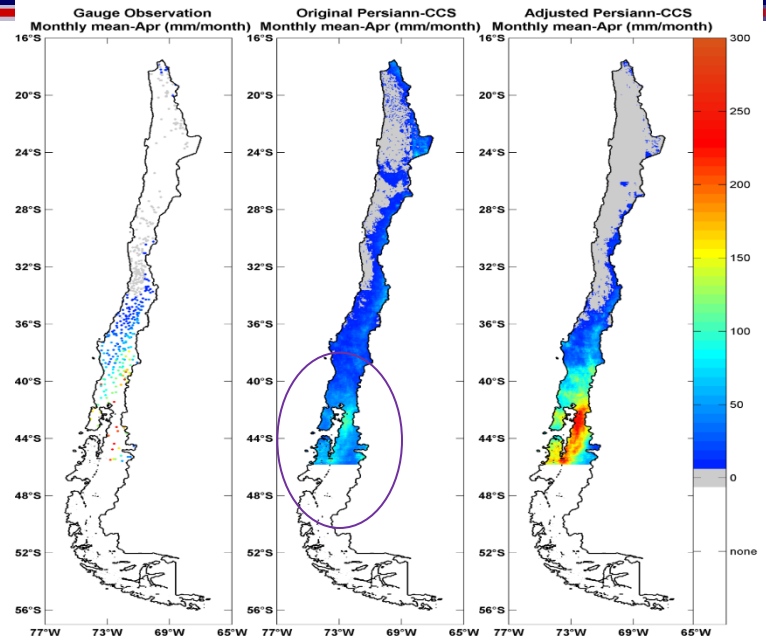 Gauge Observation
Monthly mean-Apr (mm/month)
16°S
20°S
24°S
28°S
32°S
36°S
40°S
44°S
48°S
52°S
56°S
77°W 73°W 69°W 65°W
Original Persiann-CCS
Monthly mean-Apr (mm/month)
16°S
20°S
24°S
28°S
32°S
36°S
40°S
44°S
48°S
52°S
56°S
77°W 73°W 69°W 65°W
Adjusted Persiann-CCS
Monthly mean-Apr (mm/month)
16°S
20°S
24°S
28°S
32°S
36°S
40°S
44°S
48°S
52°S
56°S
77°W 73°W 69°W 65°W
300
250
200
150
100
50
0
none